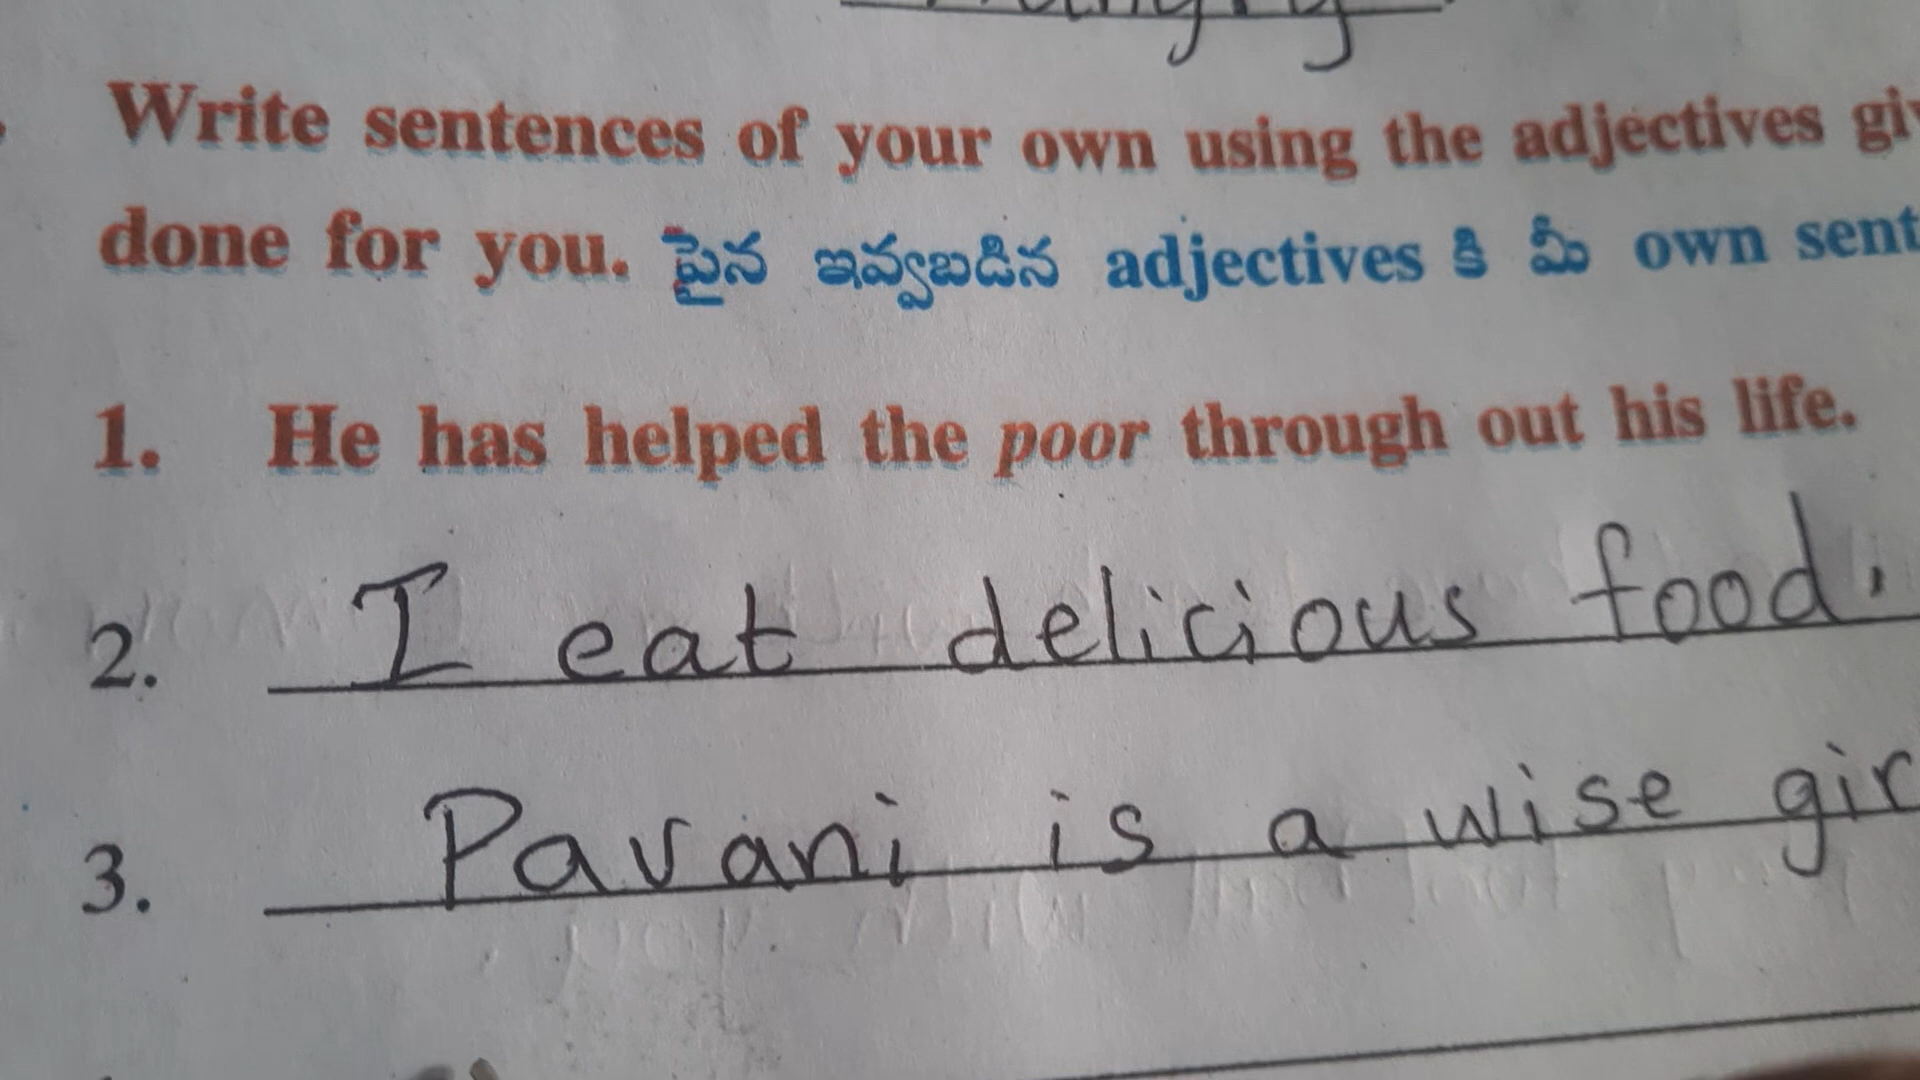 Write sentences of your own using the adjectives
done for you. పైన ఇవ్వబడిన adjectives కి మీ own
1. He has helped the poor through out his life.
2. I eat delicious food.
3. Pavani is a wise